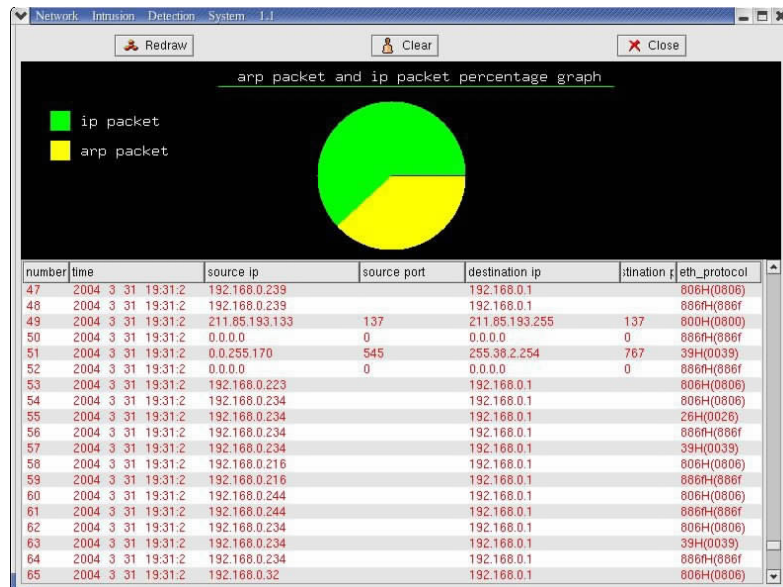 Network Intrusion Detection System 1.1
Redraw Clear Close
arp packet and ip packet percentage graph
ip packet
arp packet
number time source ip source port destination ip stination p eth_protocol
47 2004 3 31 19:31:2 192.168.0.239 192.168.0.1 806H(0806)
48 2004 3 31 19:31:2 192.168.0.239 192.168.0.1 886fH(886f
49 2004 3 31 19:31:2 211.85.193.133 137 211.85.193.255 137 800H(0800)
50 2004 3 31 19:31:2 0.0.0.0 0 0.0.0.0 0 886fH(886f
51 2004 3 31 19:31:2 0.0.255.170 545 255.38.2.254 767 39H(0039)
52 2004 3 31 19:31:2 0.0.0.0 0 0.0.0.0 0 886fH(886f
53 2004 3 31 19:31:2 192.168.0.223 192.168.0.1 806H(0806)
54 2004 3 31 19:31:2 192.168.0.234 192.168.0.1 806H(0806)
55 2004 3 31 19:31:2 192.168.0.234 192.168.0.1 26H(0026)
56 2004 3 31 19:31:2 192.168.0.234 192.168.0.1 886fH(886f
57 2004 3 31 19:31:2 192.168.0.234 192.168.0.1 39H(0039)
58 2004 3 31 19:31:2 192.168.0.216 192.168.0.1 806H(0806)
59 2004 3 31 19:31:2 192.168.0.216 192.168.0.1 886fH(886f
60 2004 3 31 19:31:2 192.168.0.244 192.168.0.1 806H(0806)
61 2004 3 31 19:31:2 192.168.0.244 192.168.0.1 886fH(886f
62 2004 3 31 19:31:2 192.168.0.234 192.168.0.1 806H(0806)
63 2004 3 31 19:31:2 192.168.0.234 192.168.0.1 39H(0039)
64 2004 3 31 19:31:2 192.168.0.234 192.168.0.1 886fH(886f
65 2004 3 31 19:31:2 192.168.0.32 192.168.0.1 806H(0806)